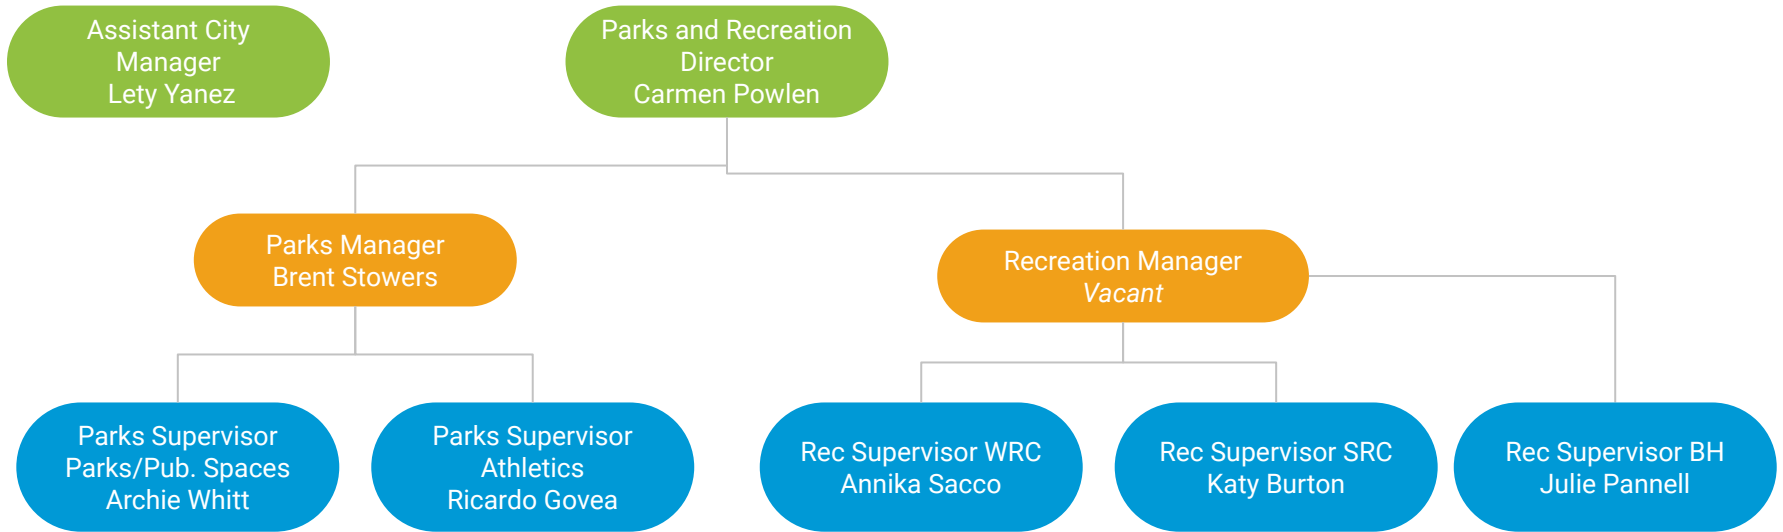 Assistant City
Manager
Lety Yanez
Parks and Recreation
Director
Carmen Powlen
Parks Manager
Brent Stowers
Recreation Manager
Vacant
Parks Supervisor
Parks/Pub. Spaces
Archie Whitt
Parks Supervisor
Athletics
Ricardo Govea
Rec Supervisor WRC
Annika Sacco
Rec Supervisor SRC
Katy Burton
Rec Supervisor BH
Julie Pannell